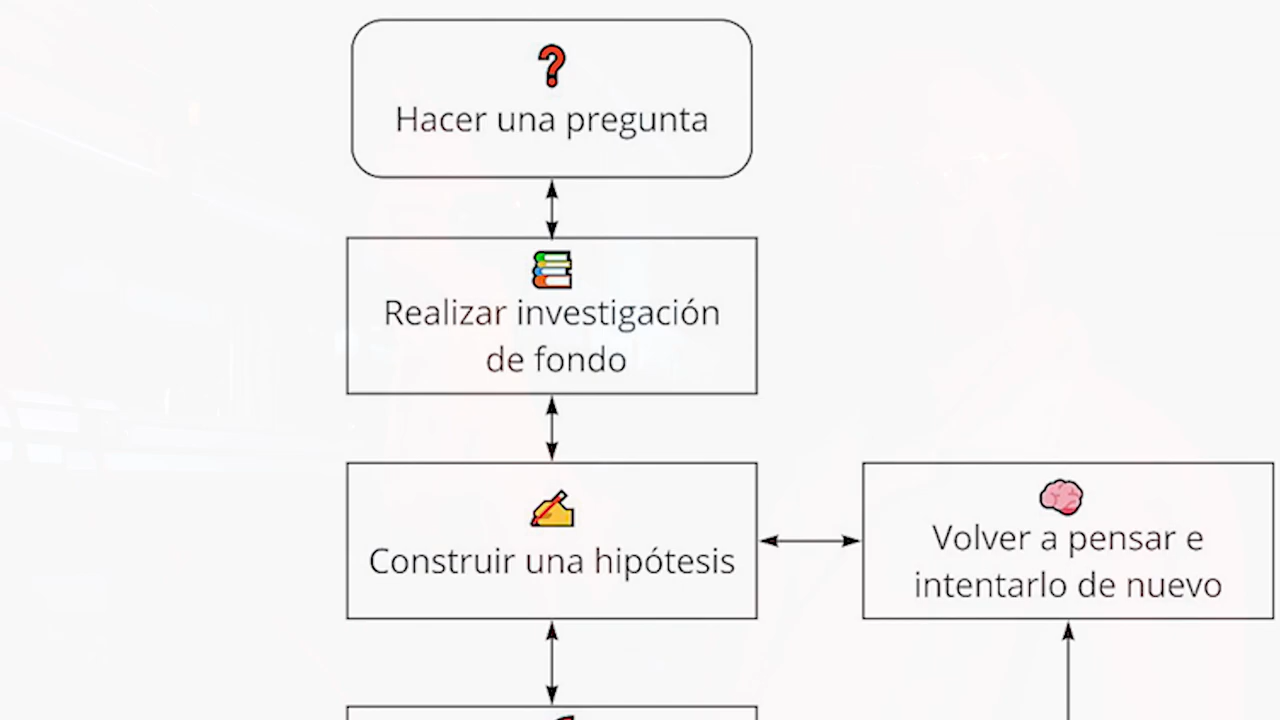 Hacer una pregunta
Realizar investigación
de fondo
Construir una hipótesis
Volver a pensar e
intentarlo de nuevo